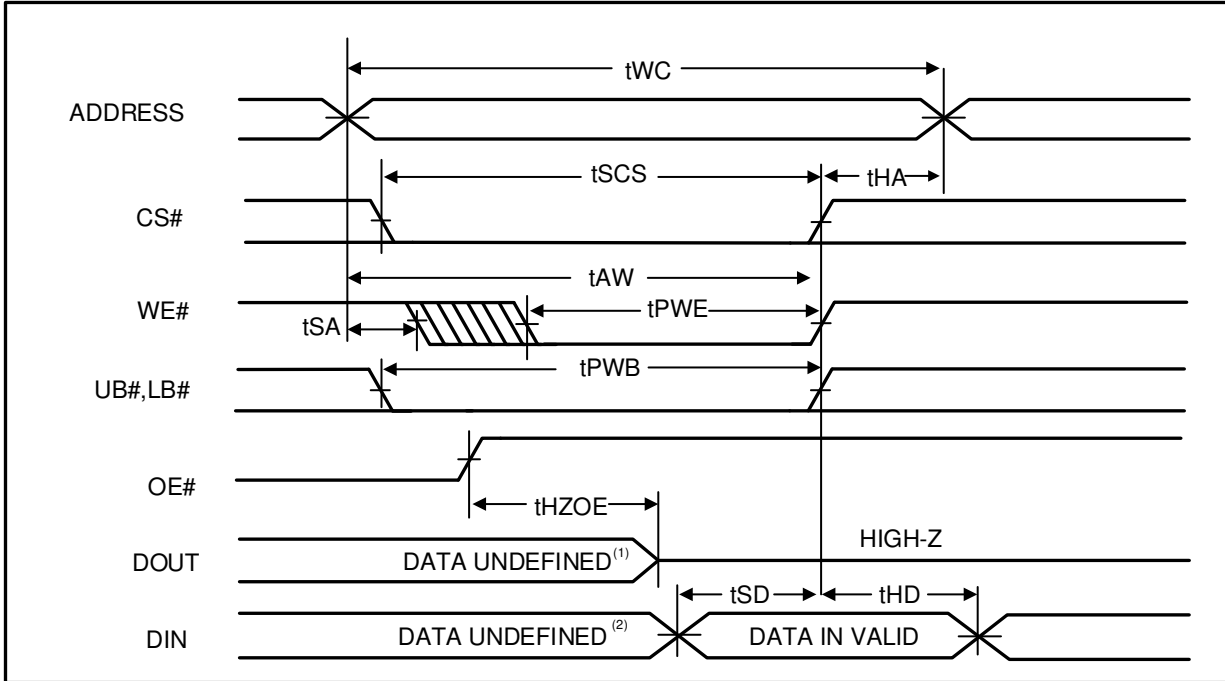 tWC
ADDRESS
tSCS
tHA
CS#
tAW
WE#
tSA
tPWE
tPWB
UB#,LB#
OE#
tHZOE
HIGH-Z
DOUT
DATA UNDEFINED(1)
tSD
tHD
DIN
DATA UNDEFINED (2)
DATA IN VALID